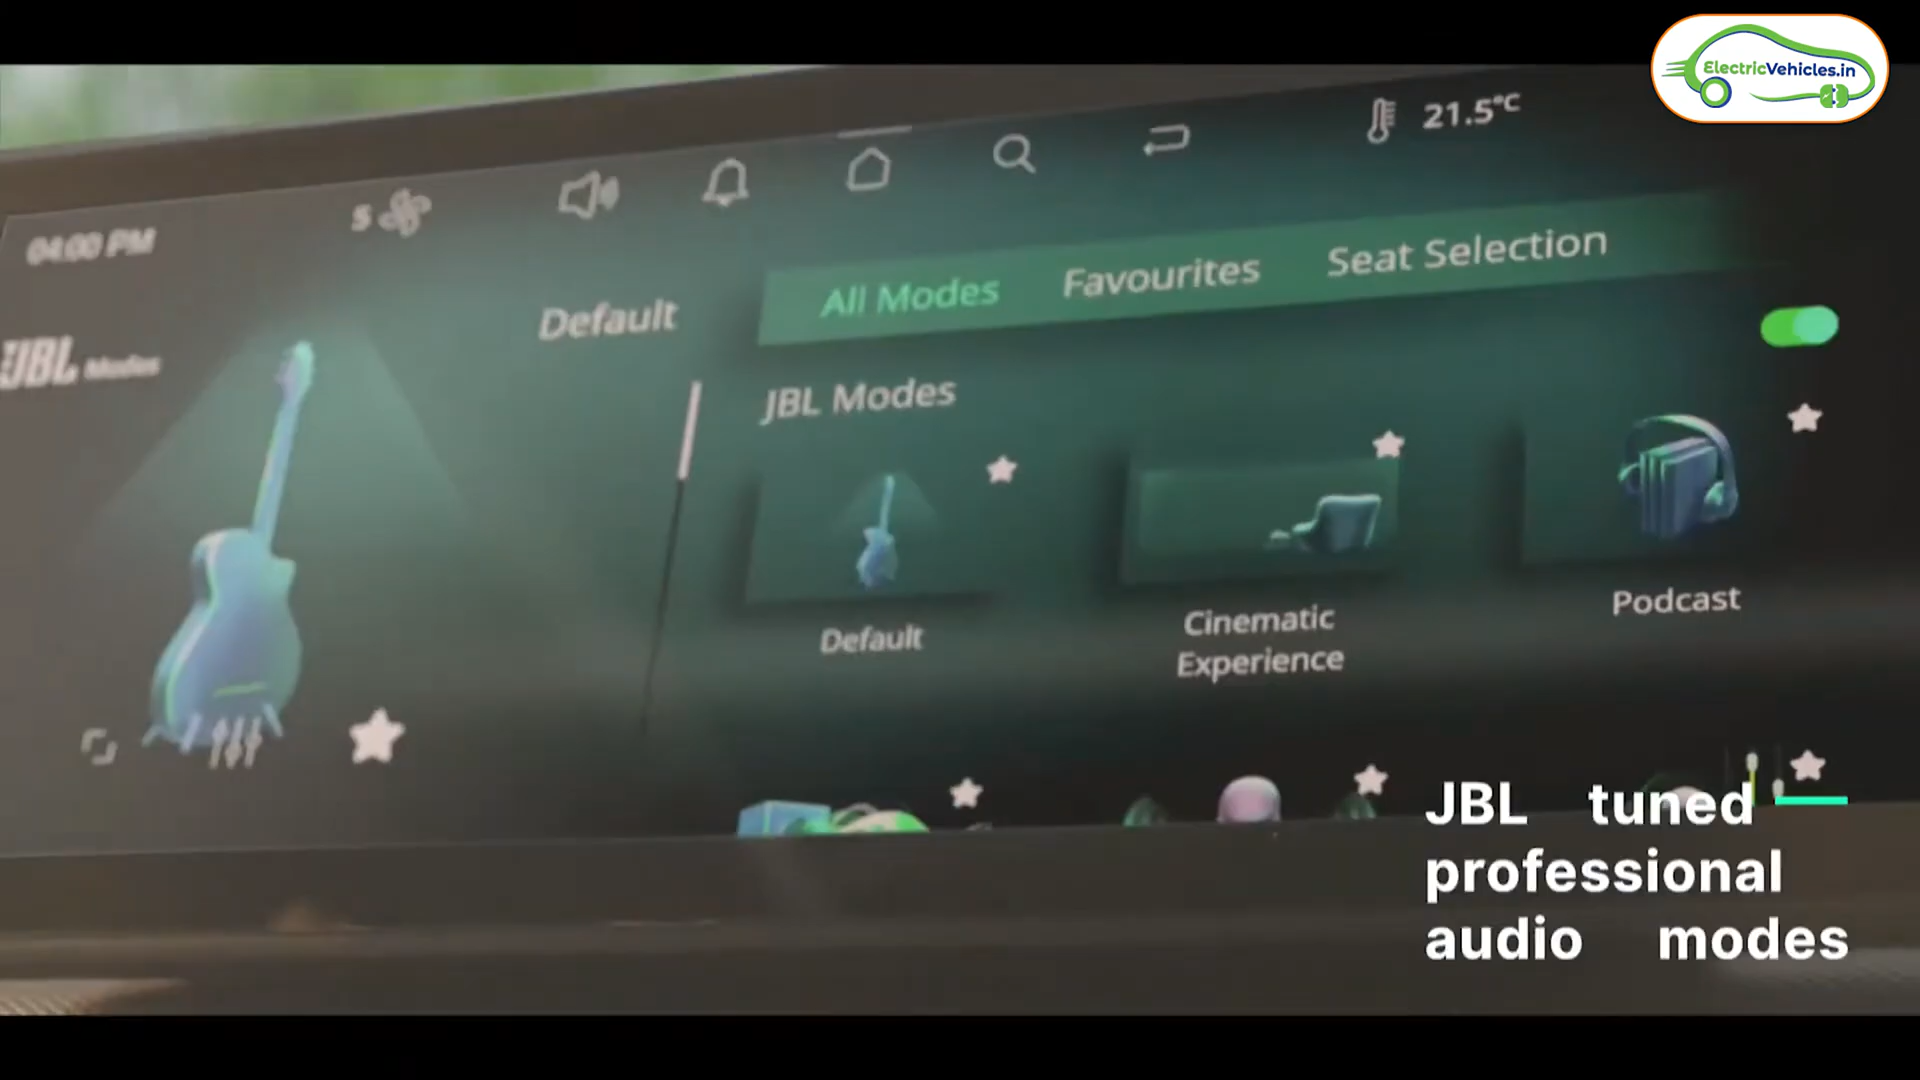 ElectricVehicles.in
21.5°C
5
04:00 PM
All Modes Favourites Seat Selection
Default
JBL Modes
JBL Modes
Default
Cinematic
Experience
Podcast
JBL tuned
professional
audio modes